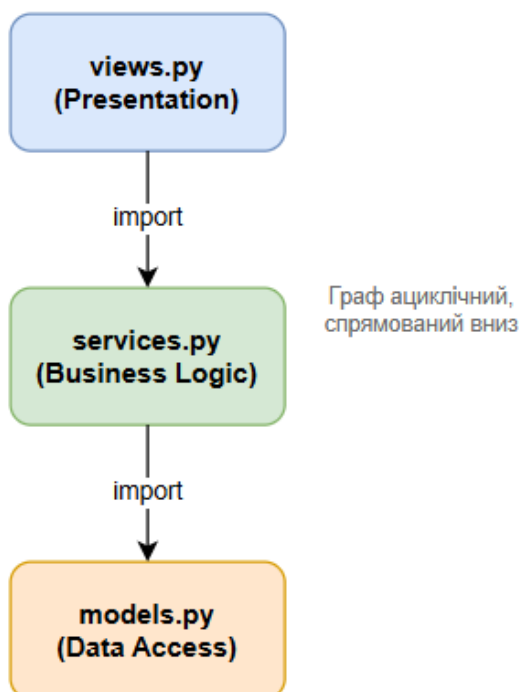 views.py
(Presentation)
import
services.py
(Business Logic)
Граф ациклічний,
спрямований вниз
import
models.py
(Data Access)